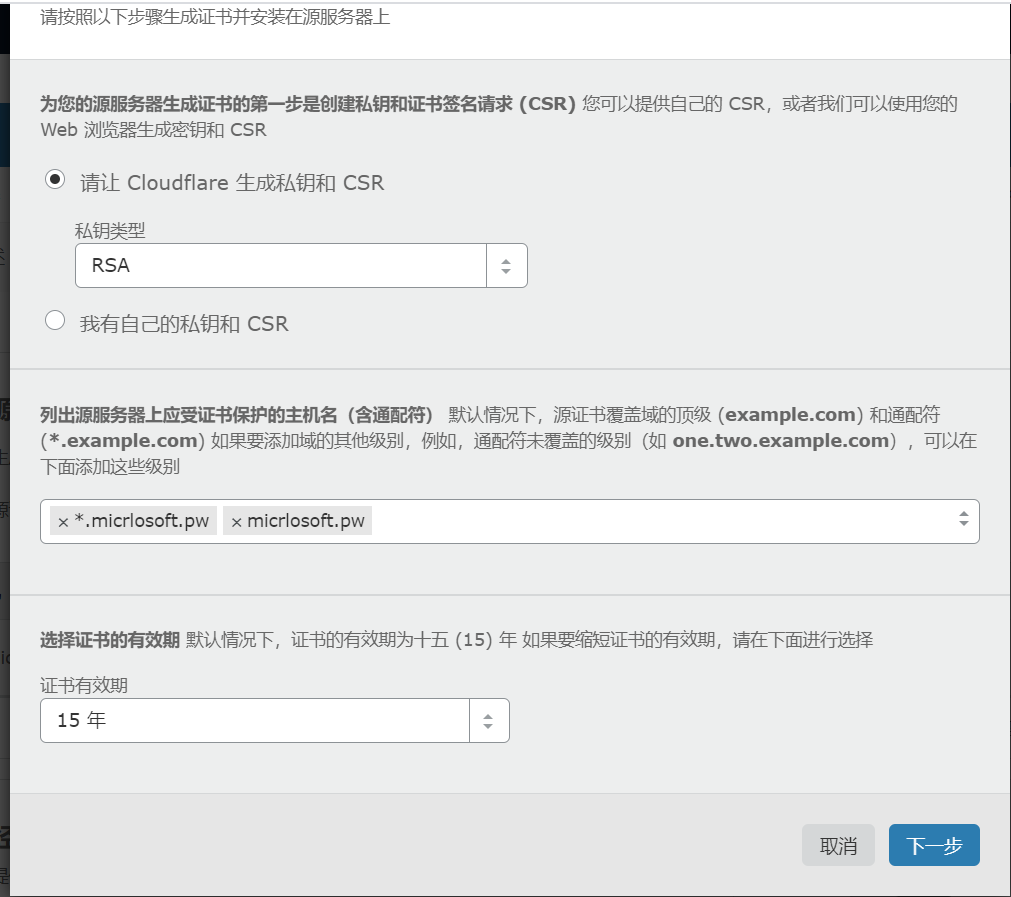 请按照以下步骤生成证书并安装在源服务器上
为您的源服务器生成证书的第一步是创建私钥和证书签名请求 (CSR) 您可以提供自己的 CSR，或者我们可以使用您的
Web 浏览器生成密钥和 CSR
请让 Cloudflare 生成私钥和 CSR
私钥类型
RSA
我有自己的私钥和 CSR
列出源服务器上应受证书保护的主机名（含通配符） 默认情况下，源证书覆盖域的顶级 (example.com) 和通配符
(*.example.com) 如果要添加域的其他级别，例如，通配符未覆盖的级别（如 one.two.example.com），可以在
下面添加这些级别
× *.micrlosoft.pw × micrlosoft.pw
选择证书的有效期 默认情况下，证书的有效期为十五 (15) 年 如果要缩短证书的有效期，请在下面进行选择
证书有效期
15 年
取消 下一步